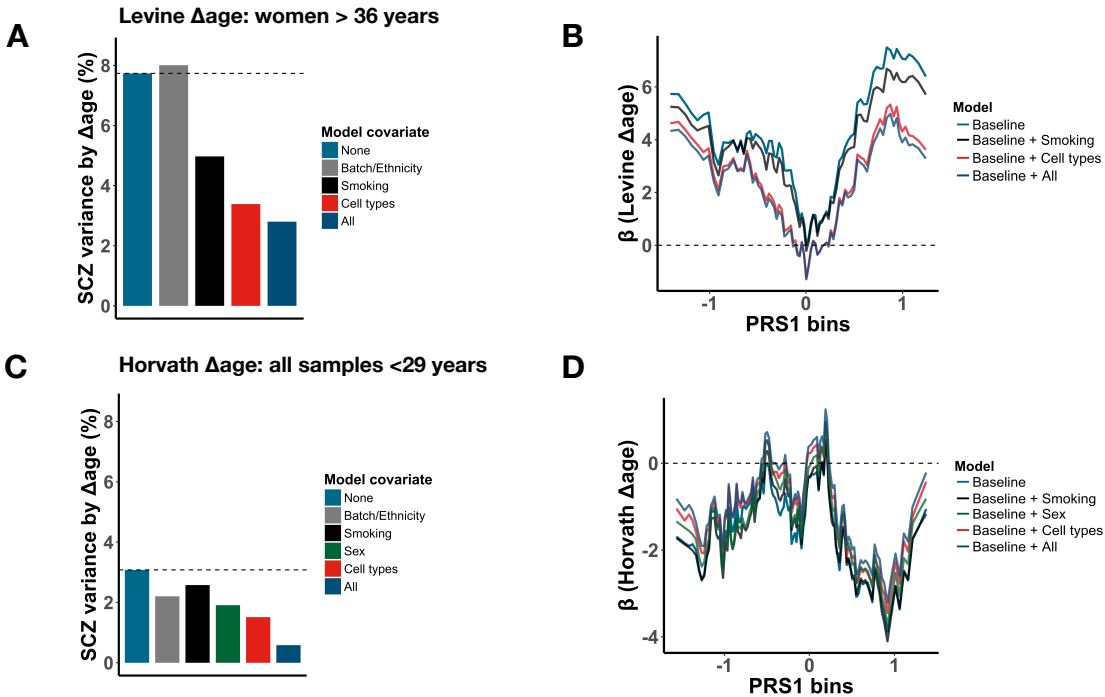 Levine Δage: women > 36 years
A
SCZ variance by Δage (%)
8
6
4
2
0
Model covariate
None
Batch/Ethnicity
Smoking
Cell types
All
B
β (Levine Δage)
6
4
2
0
-1
0
1
PRS1 bins
Model
Baseline
Baseline + Smoking
Baseline + Cell types
Baseline + All
Horvath Δage: all samples <29 years
C
SCZ variance by Δage (%)
8
6
4
2
0
Model covariate
None
Batch/Ethnicity
Smoking
Sex
Cell types
All
D
β (Horvath Δage)
0
-2
-4
-1
0
1
PRS1 bins
Model
Baseline
Baseline + Smoking
Baseline + Sex
Baseline + Cell types
Baseline + All